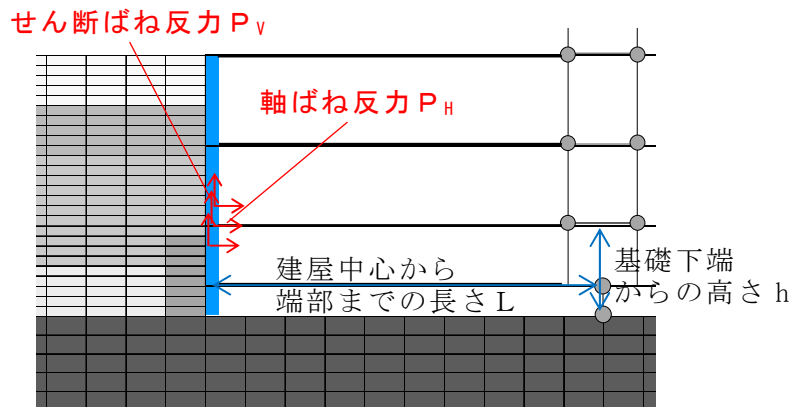 せん断ばね反力ＰV
軸ばね反力ＰH
建屋中心から
端部までの長さＬ
基礎下端
からの高さｈ